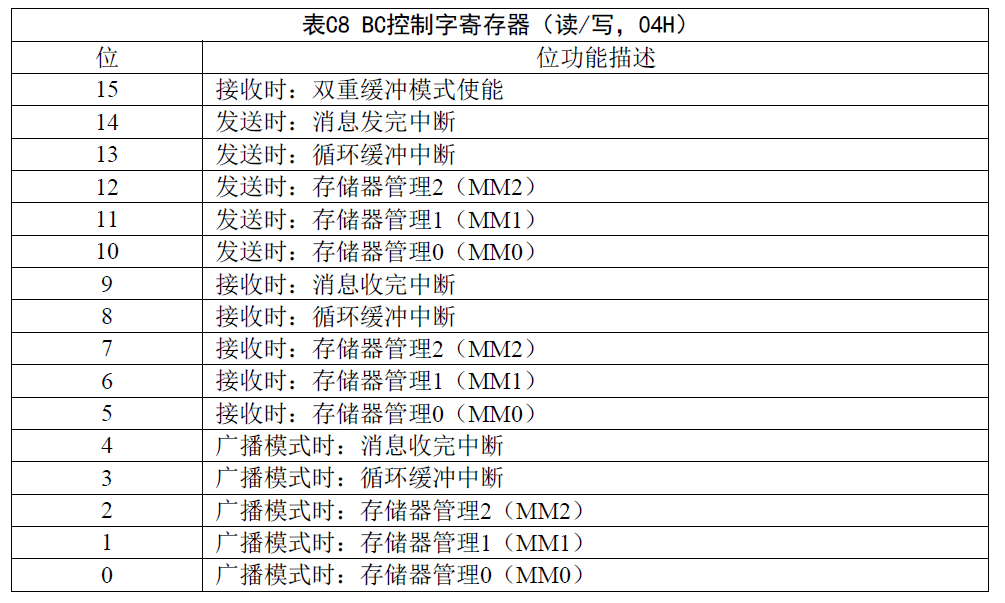 表C8 BC控制字寄存器（读/写，04H）
位 位功能描述
15 接收时：双重缓冲模式使能
14 发送时：消息发完中断
13 发送时：循环缓冲中断
12 发送时：存储器管理2（MM2）
11 发送时：存储器管理1（MM1）
10 发送时：存储器管理0（MM0）
9 接收时：消息收完中断
8 接收时：循环缓冲中断
7 接收时：存储器管理2（MM2）
6 接收时：存储器管理1（MM1）
5 接收时：存储器管理0（MM0）
4 广播模式时：消息收完中断
3 广播模式时：循环缓冲中断
2 广播模式时：存储器管理2（MM2）
1 广播模式时：存储器管理1（MM1）
0 广播模式时：存储器管理0（MM0）